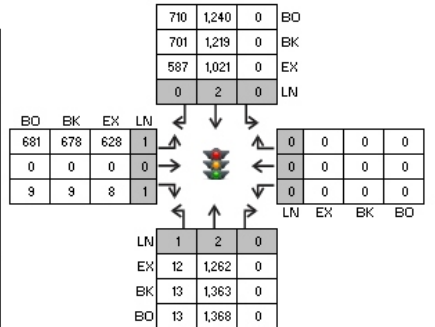 710 1,240 0 BO
701 1,219 0 BK
587 1,021 0 EX
0 2 0 LN
BO BK EX LN
681 678 628 1
0 0 0 0
9 9 8 1
0 0 0 0
0 0 0 0
0 0 0 0
LN EX BK BO
LN 1 2 0
EX 12 1,262 0
BK 13 1,363 0
BO 13 1,368 0